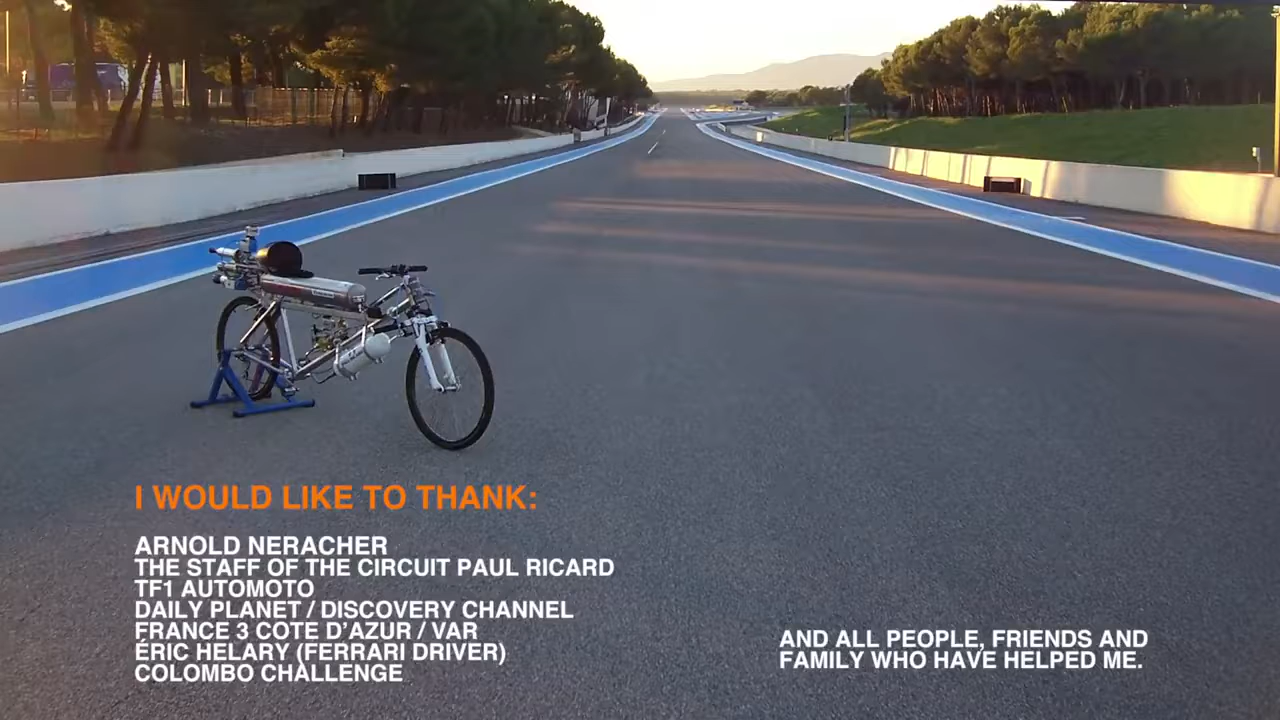 I WOULD LIKE TO THANK:
ARNOLD NERACHER
THE STAFF OF THE CIRCUIT PAUL RICARD
TF1 AUTOMOTO
DAILY PLANET / DISCOVERY CHANNEL
FRANCE 3 COTE D'AZUR / VAR
ÉRIC HELARY (FERRARI DRIVER)
COLOMBO CHALLENGE
AND ALL PEOPLE, FRIENDS AND
FAMILY WHO HAVE HELPED ME.